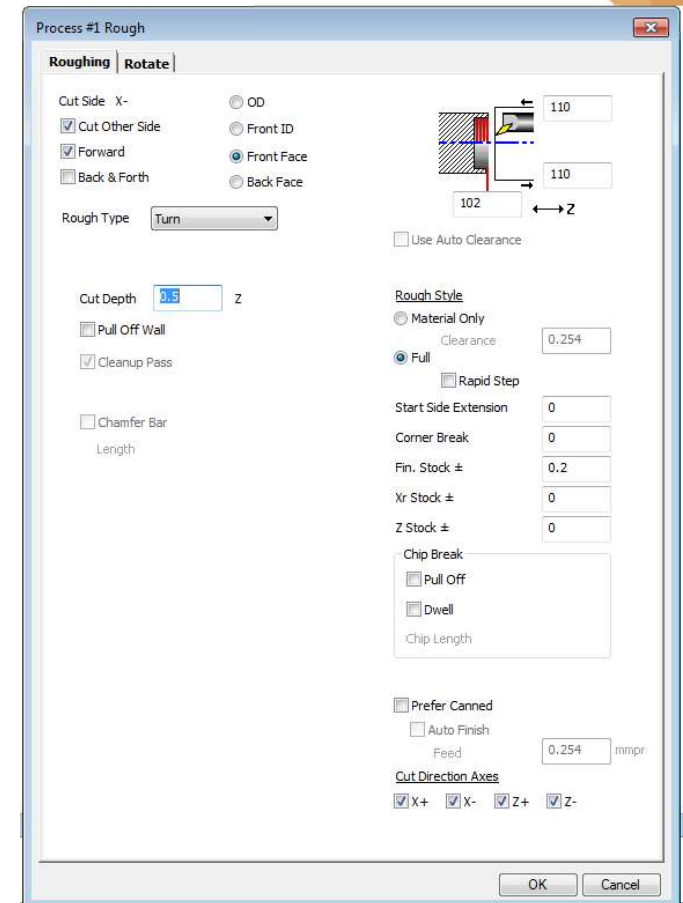 Process #1 Rough
Roughing Rotate
Cut Side X-
Cut Other Side
Forward
Back & Forth
OD
Front ID
Front Face
Back Face
Rough Type Turn
110
110
102 Z
Use Auto Clearance
Cut Depth 0.5 Z
Pull Off Wall
Cleanup Pass
Chamfer Bar
Length
Rough Style
Material Only
Clearance 0.254
Full
Rapid Step
Start Side Extension 0
Corner Break 0
Fin. Stock ± 0.2
Xr Stock ± 0
Z Stock ± 0
Chip Break
Pull Off
Dwell
Chip Length
Prefer Canned
Auto Finish
Feed 0.254 mmpr
Cut Direction Axes
X+ X- Z+ Z-
OK Cancel